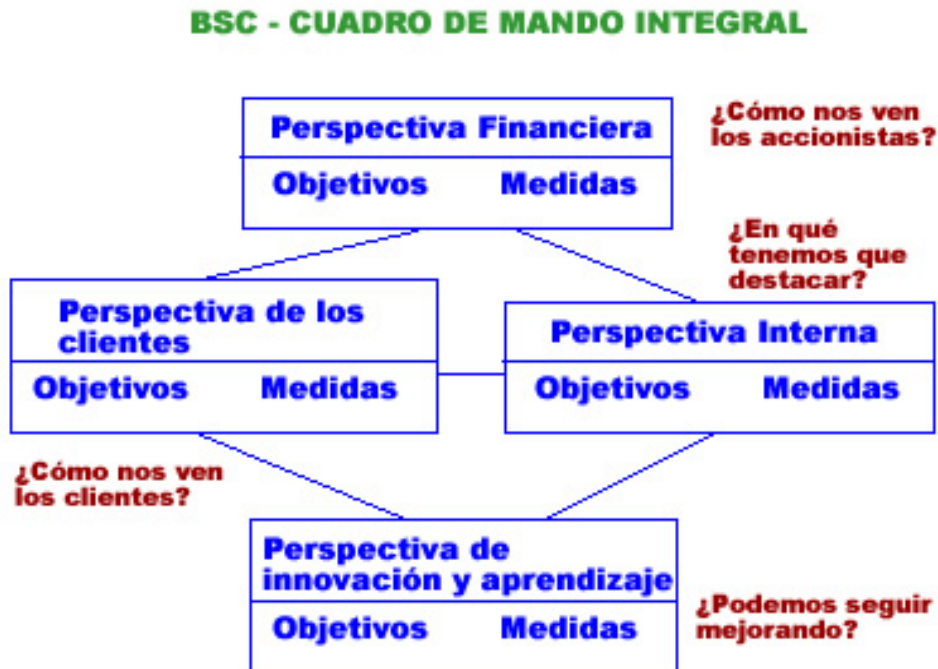 BSC - CUADRO DE MANDO INTEGRAL
Perspectiva Financiera
Objetivos Medidas
¿Cómo nos ven
los accionistas?
¿En qué
tenemos que
destacar?
Perspectiva de los
clientes
Objetivos Medidas
Perspectiva Interna
Objetivos Medidas
¿Cómo nos ven
los clientes?
Perspectiva de
innovación y aprendizaje
Objetivos Medidas
¿Podemos seguir
mejorando?